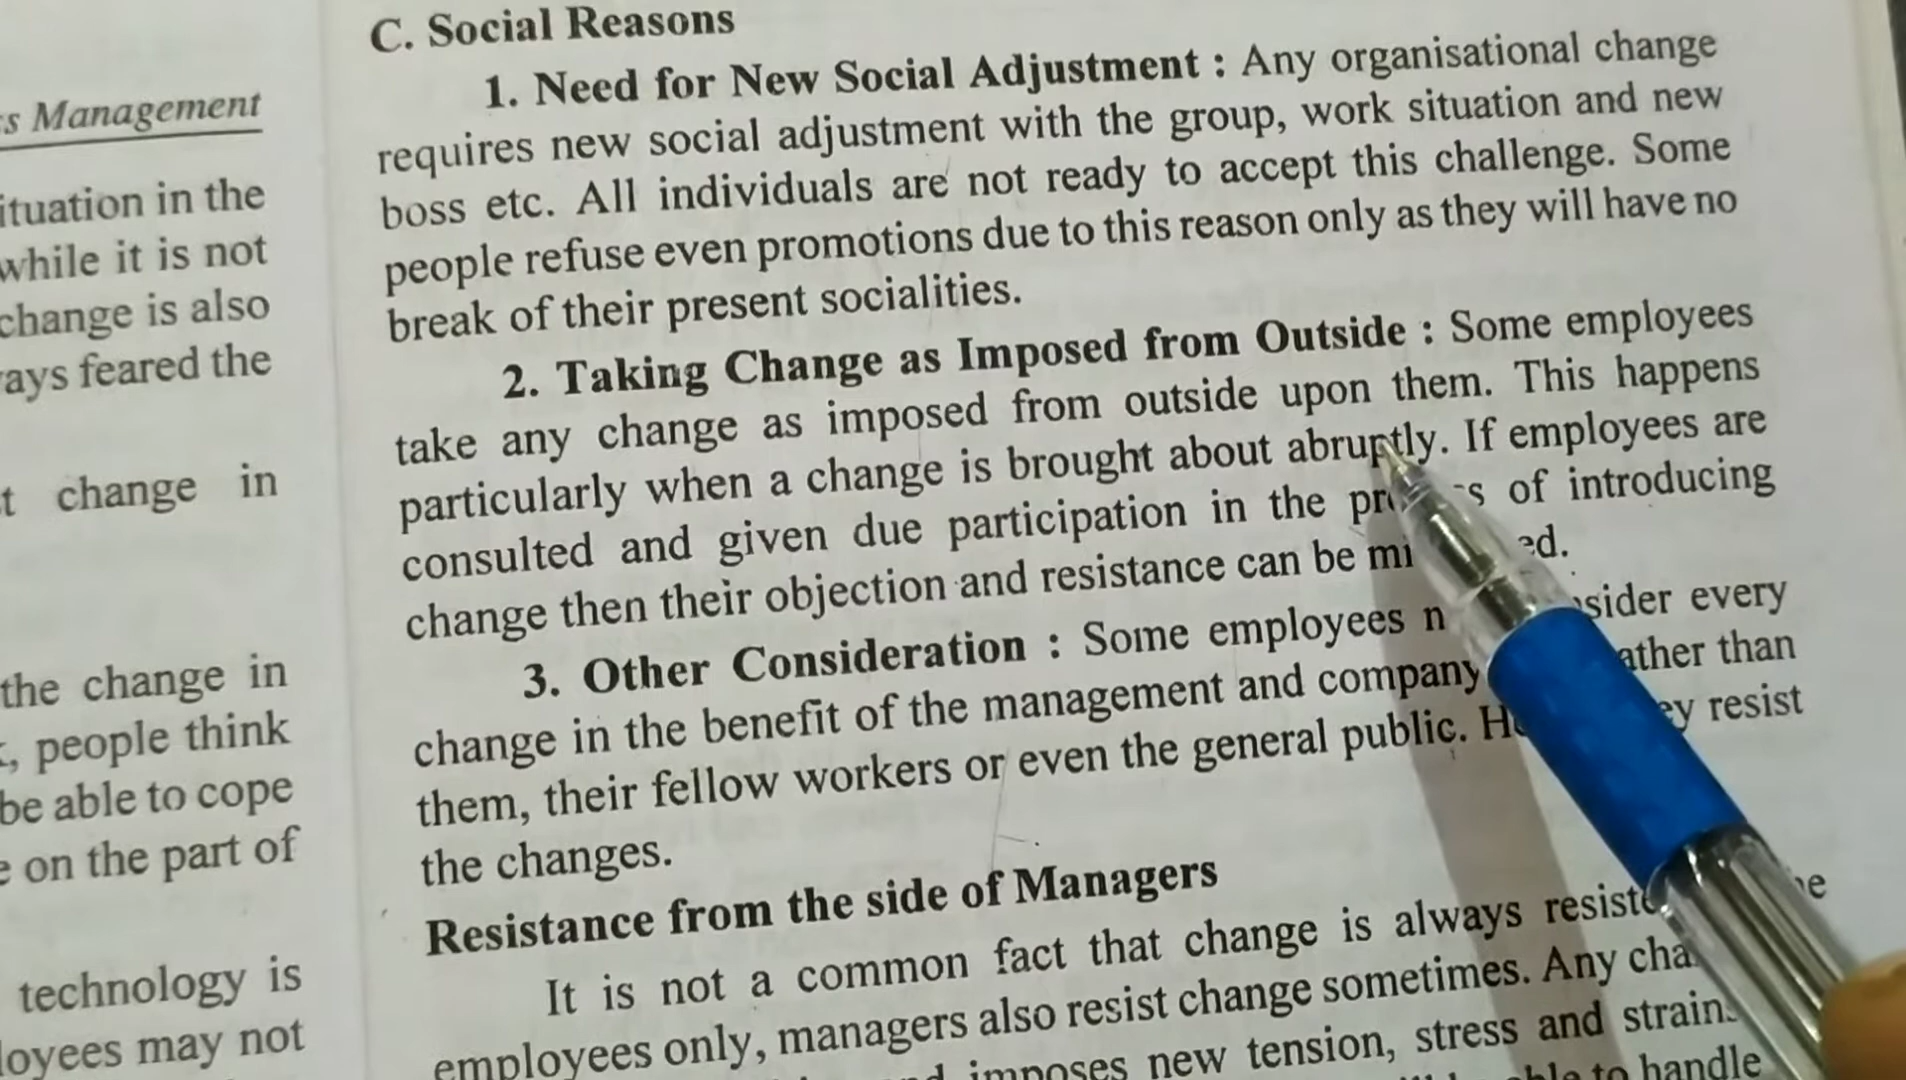 s Management
ituation in the
while it is not
change is also
ays feared the
t change in
the change in
, people think
be able to cope
e on the part of
technology is
loyees may not
C. Social Reasons
1. Need for New Social Adjustment : Any organisational change
requires new social adjustment with the group, work situation and new
boss etc. All individuals are not ready to accept this challenge. Some
people refuse even promotions due to this reason only as they will have no
break of their present socialities.
2. Taking Change as Imposed from Outside : Some employees
take any change as imposed from outside upon them. This happens
particularly when a change is brought about abruptly. If employees are
consulted and given due participation in the of introducing
change then their objection and resistance can be
3. Other Consideration : Some employees every
change in the benefit of the management and company than
them, their fellow workers or even the general public. resist
the changes.
Resistance from the side of Managers
It is not a common fact that change is always
employees only, managers also resist change sometimes. Any
imposes new tension, stress and
to handle